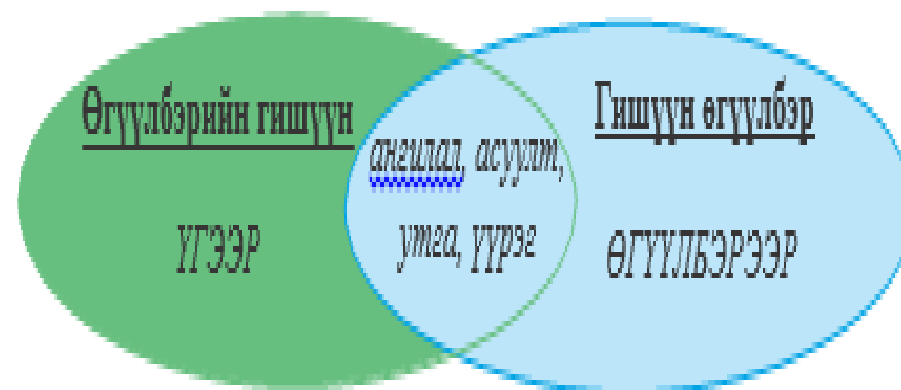 Өгүүлбэрийн гишүүн
ҮГЭЭР
ангилал, асуулт,
утга, үүрэг
Гишүүн өгүүлбэр
ӨГҮҮЛБЭРЭЭР